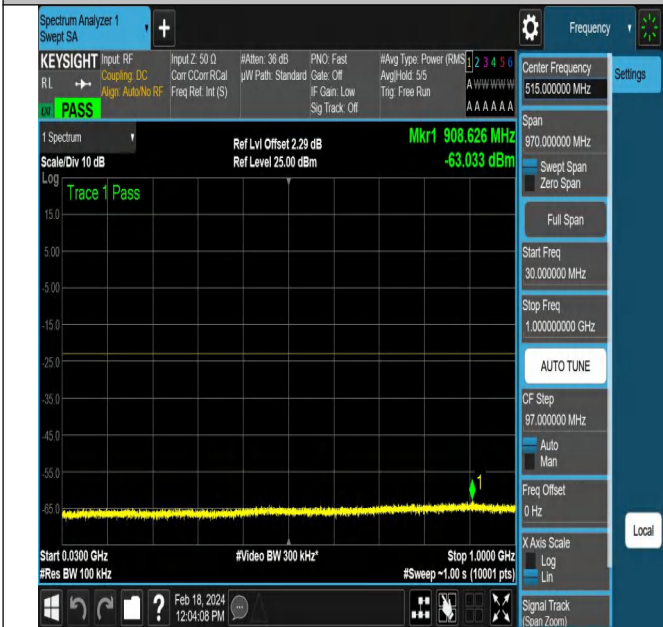 Spectrum Analyzer 1
Swept SA
+
Frequency
KEYSIGHT
RL
PASS
Input: RF
Coupling: DC
Align: Auto/No RF
Input Z: 50 Ω
Corr CCorr RCal
Freq Ref: Int (S)
#Atten: 36 dB
µW Path: Standard
PNO: Fast
Gate: Off
IF Gain: Low
Sig Track: Off
#Avg Type: Power (RMS
Avg|Hold: 5/5
Trig: Free Run
1 2 3 4 5 6
A W W W W W
A A A A A A
Center Frequency
515.000000 MHz
Settings
Span
970.000000 MHz
Swept Span
Zero Span
Full Span
Start Freq
30.000000 MHz
Stop Freq
1.000000000 GHz
AUTO TUNE
CF Step
97.000000 MHz
Auto
Man
Freq Offset
0 Hz
X Axis Scale
Log
Lin
Signal Track
(Span Zoom)
Local
1 Spectrum
Scale/Div 10 dB
Log
Ref Lvl Offset 2.29 dB
Ref Level 25.00 dBm
Mkr1 908.626 MHz
-63.033 dBm
Trace 1 Pass
15.0
5.00
-5.00
-15.0
-25.0
-35.0
-45.0
-55.0
-65.0
1
Start 0.0300 GHz
#Res BW 100 kHz
#Video BW 300 kHz*
Stop 1.0000 GHz
#Sweep ~1.00 s (10001 pts)
?
Feb 18, 2024
12:04:08 PM